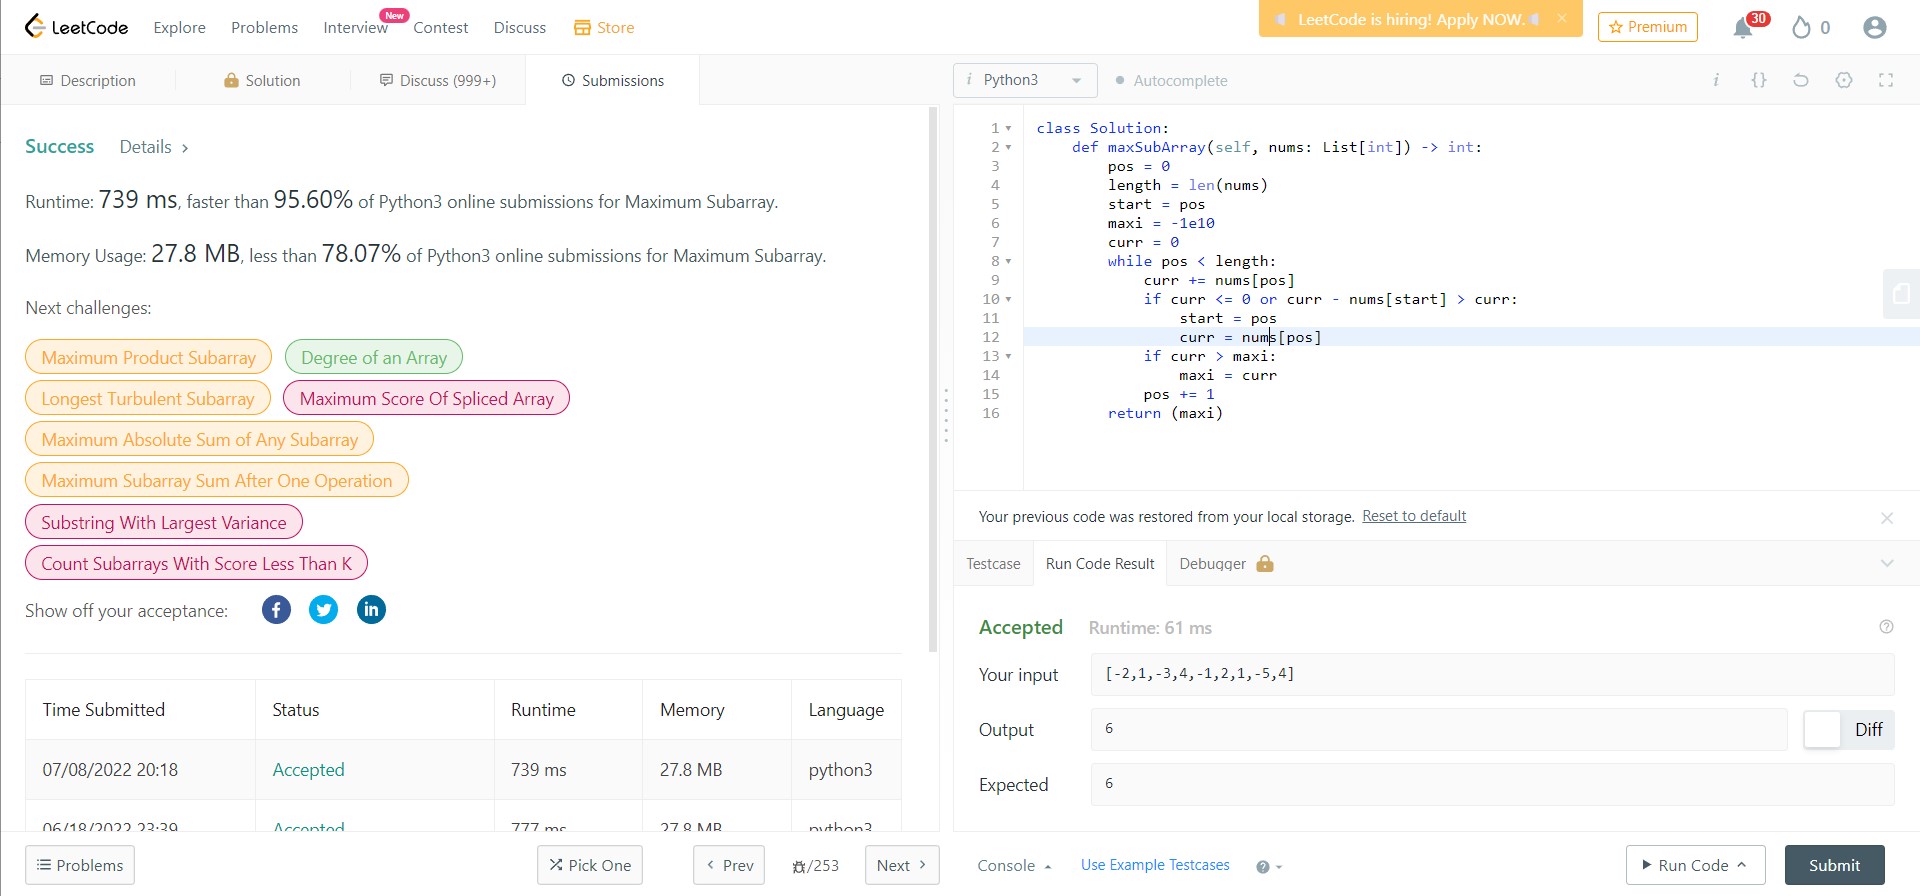 LeetCode Explore Problems Interview New Contest Discuss Store LeetCode is hiring! Apply NOW. Premium 30 0
Description Solution Discuss (999+) Submissions
Success Details
Runtime: 739 ms, faster than 95.60% of Python3 online submissions for Maximum Subarray.
Memory Usage: 27.8 MB, less than 78.07% of Python3 online submissions for Maximum Subarray.
Next challenges:
Maximum Product Subarray Degree of an Array
Longest Turbulent Subarray Maximum Score Of Spliced Array
Maximum Absolute Sum of Any Subarray
Maximum Subarray Sum After One Operation
Substring With Largest Variance
Count Subarrays With Score Less Than K
Show off your acceptance:
Time Submitted Status Runtime Memory Language
07/08/2022 20:18 Accepted 739 ms 27.8 MB python3
06/18/2022 23:39 Accepted 777 ms 27.8 MB python3
Problems Pick One < Prev /253 Next >
i Python3 Autocomplete i {}
1 class Solution:
2 def maxSubArray(self, nums: List[int]) -> int:
3 pos = 0
4 length = len(nums)
5 start = pos
6 maxi = -1e10
7 curr = 0
8 while pos < length:
9 curr += nums[pos]
10 if curr <= 0 or curr - nums[start] > curr:
11 start = pos
12 curr = nums[pos]
13 if curr > maxi:
14 maxi = curr
15 pos += 1
16 return (maxi)
Your previous code was restored from your local storage. Reset to default
Testcase Run Code Result Debugger
Accepted Runtime: 61 ms
Your input [-2,1,-3,4,-1,2,1,-5,4]
Output 6 Diff
Expected 6
Console Use Example Testcases Run Code Submit